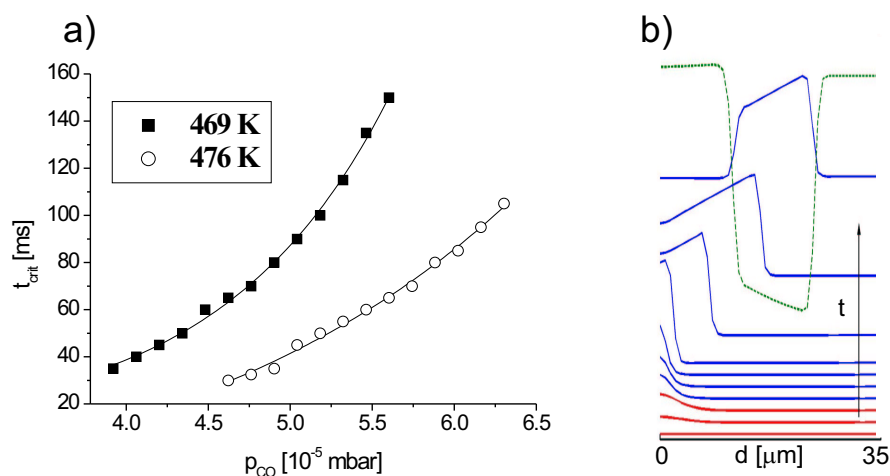 a)
b)
160
140
120
100
80
60
40
20
t_crit [ms]
469 K
476 K
4.0 4.5 5.0 5.5 6.0 6.5
p_CO [10^-5 mbar]
t
0 d [μm] 35